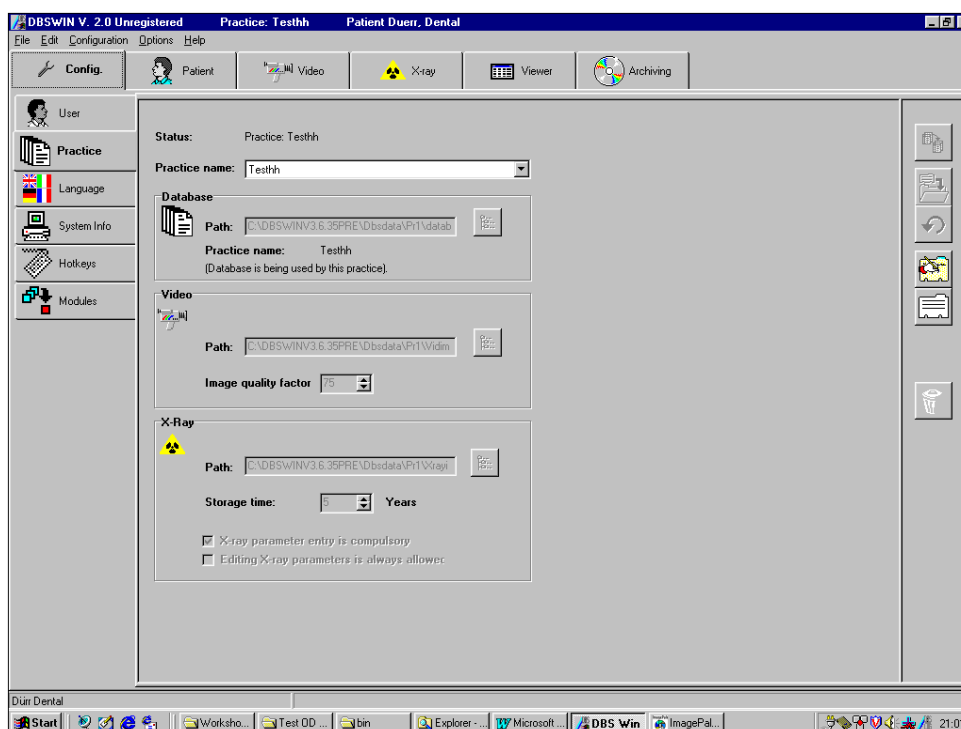 DBSWIN V. 2.0 Unregistered Practice: Testhh Patient Duerr, Dental
File Edit Configuration Options Help
Config. Patient Video X-ray Viewer Archiving
User
Practice
Language
System Info
Hotkeys
Modules
Status: Practice: Testhh
Practice name: Testhh
Database
Path: C:\DBSWINV3.6.35PRE\Dbsdata\Pr1\datab
Practice name: Testhh
(Database is being used by this practice).
Video
Path: C:\DBSWINV3.6.35PRE\Dbsdata\Pr1\Vidim
Image quality factor 75
X-Ray
Path: C:\DBSWINV3.6.35PRE\Dbsdata\Pr1\Xrayi
Storage time: 5 Years
X-ray parameter entry is compulsory
Editing X-ray parameters is always allowec
Dürr Dental
Start Worksho... Test OD ... bin Explorer - ... Microsoft ... DBS Win ImagePal... 21:0